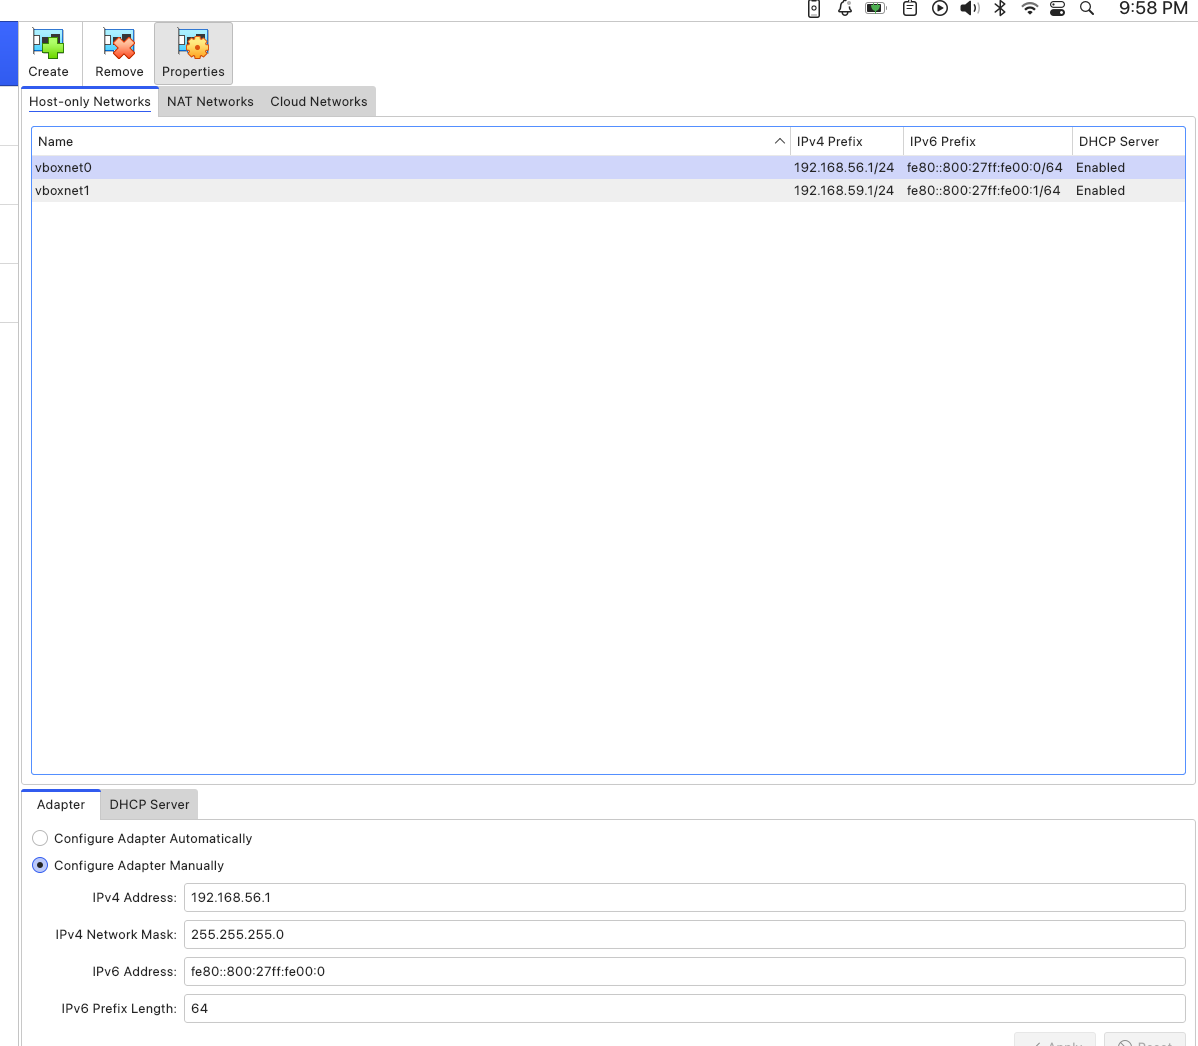 9:58 PM
Create Remove Properties
Host-only Networks NAT Networks Cloud Networks
Name IPv4 Prefix IPv6 Prefix DHCP Server
vboxnet0 192.168.56.1/24 fe80::800:27ff:fe00:0/64 Enabled
vboxnet1 192.168.59.1/24 fe80::800:27ff:fe00:1/64 Enabled
Adapter DHCP Server
Configure Adapter Automatically
Configure Adapter Manually
IPv4 Address: 192.168.56.1
IPv4 Network Mask: 255.255.255.0
IPv6 Address: fe80::800:27ff:fe00:0
IPv6 Prefix Length: 64